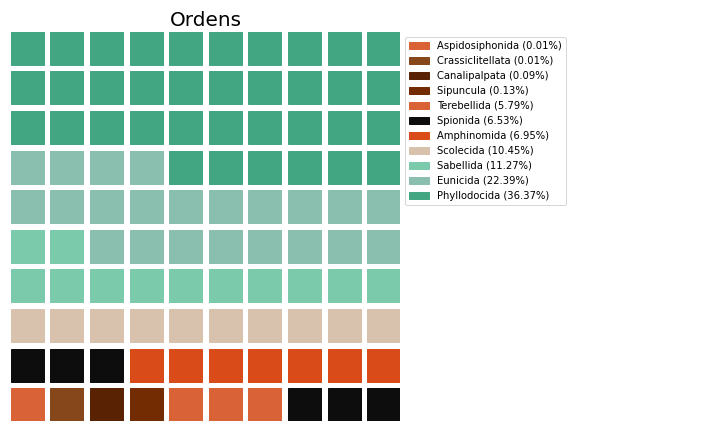 Ordens
Aspidosiphonida (0.01%)
Crassiclitellata (0.01%)
Canalipalpata (0.09%)
Sipuncula (0.13%)
Terebellida (5.79%)
Spionida (6.53%)
Amphinomida (6.95%)
Scolecida (10.45%)
Sabellida (11.27%)
Eunicida (22.39%)
Phyllodocida (36.37%)